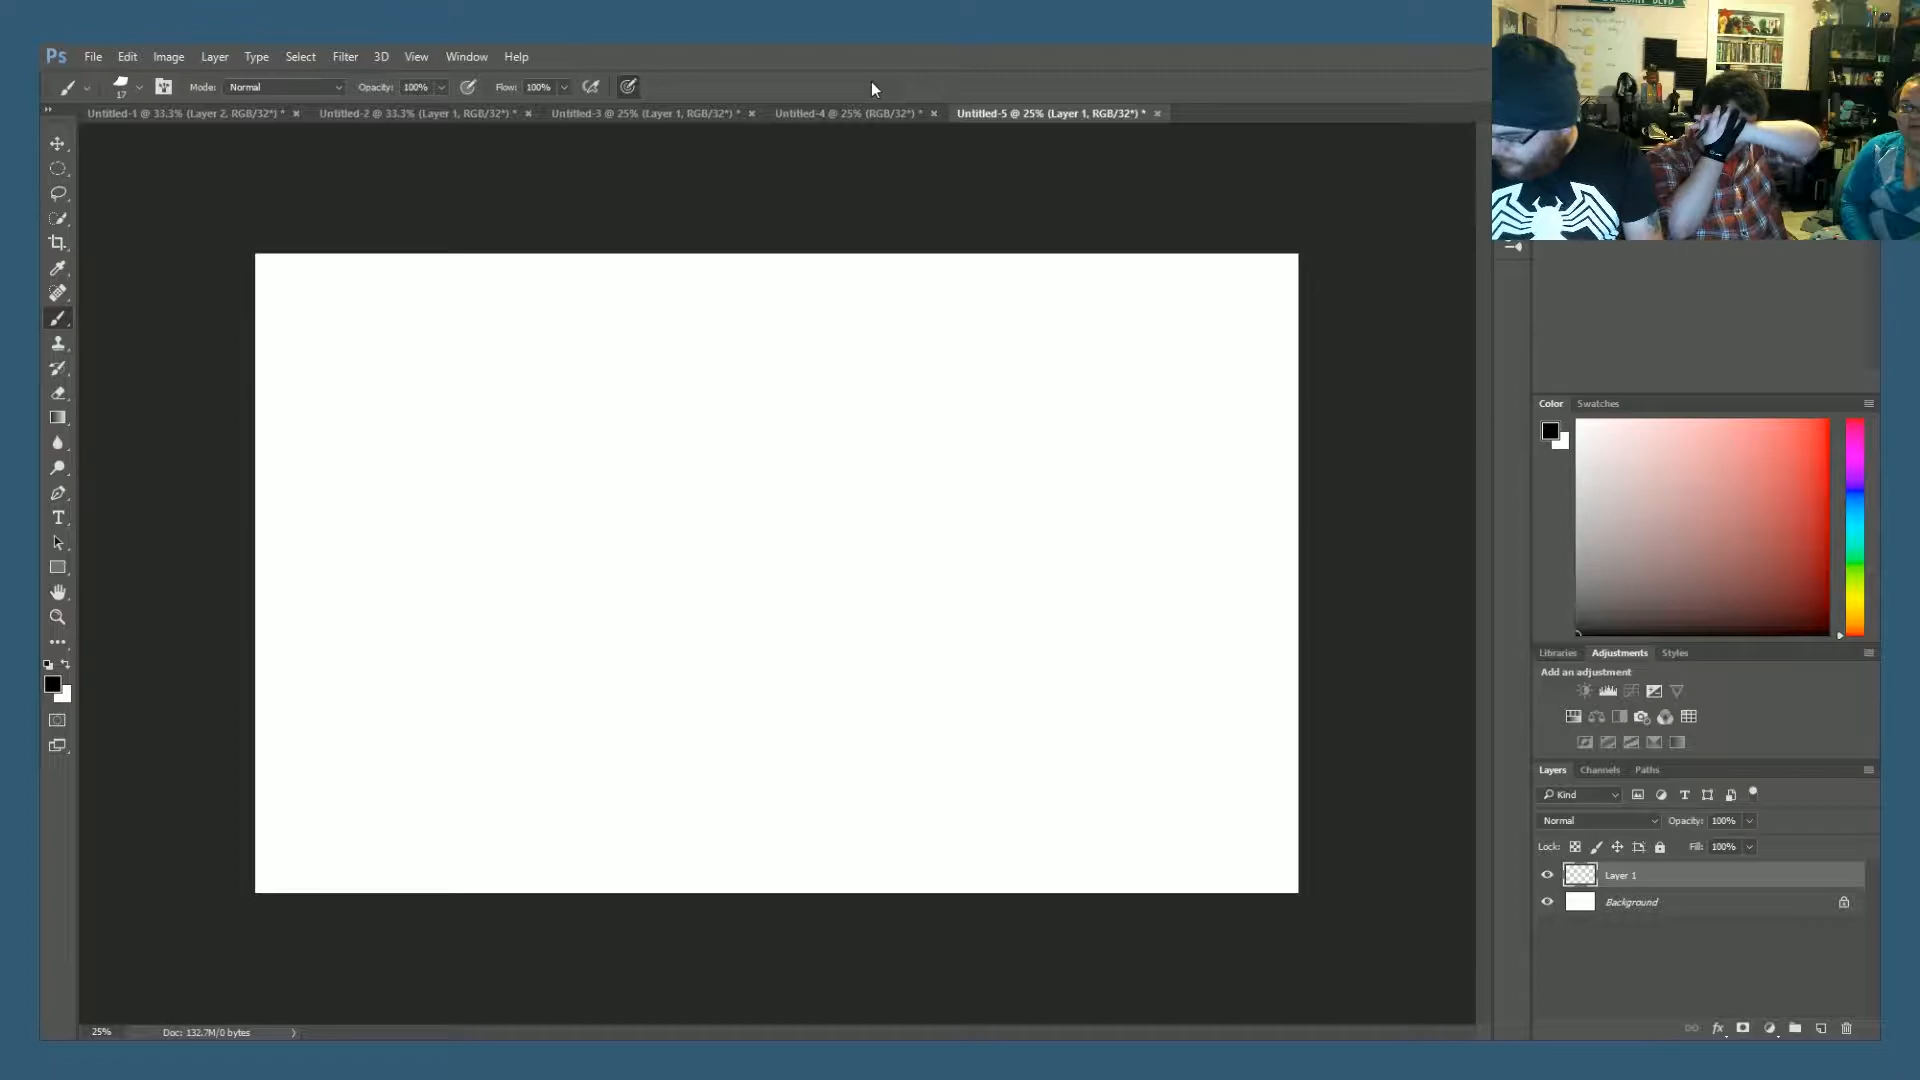 Ps File Edit Image Layer Type Select Filter 3D View Window Help
17 Mode: Normal Opacity: 100% Flow: 100%
Untitled-1 @ 33.3% (Layer 2, RGB/32*) * Untitled-2 @ 33.3% (Layer 1, RGB/32*) * Untitled-3 @ 25% (Layer 1, RGB/32*) * Untitled-4 @ 25% (RGB/32*) * Untitled-5 @ 25% (Layer 1, RGB/32*) *
Color Swatches
Libraries Adjustments Styles
Add an adjustment
Layers Channels Paths
Kind
Normal Opacity: 100%
Lock: Fill: 100%
Layer 1
Background
fx
25% Doc: 132.7M/0 bytes